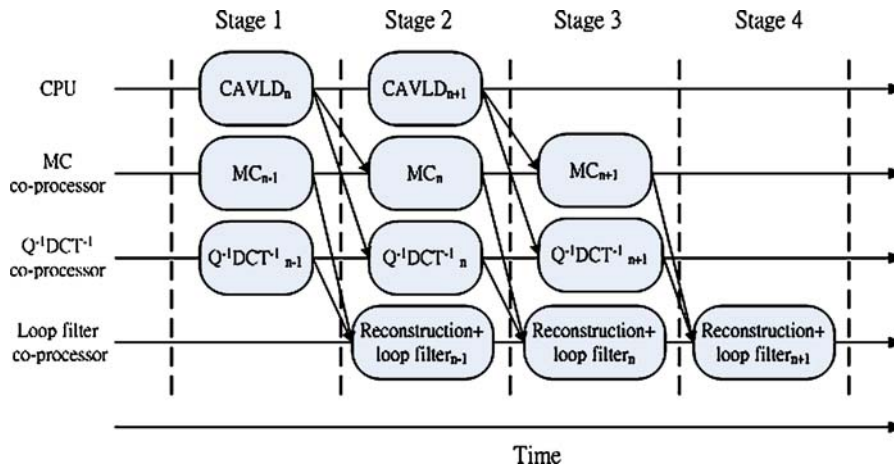 Stage 1 Stage 2 Stage 3 Stage 4
CPU
CAVLDₙ
CAVLDₙ₊₁
MC
co-processor
MCₙ₋₁
MCₙ
MCₙ₊₁
Q⁻¹DCT⁻¹
co-processor
Q⁻¹DCT⁻¹ ₙ₋₁
Q⁻¹DCT⁻¹ ₙ
Q⁻¹DCT⁻¹ ₙ₊₁
Loop filter
co-processor
Reconstruction+
loop filterₙ₋₁
Reconstruction+
loop filterₙ
Reconstruction+
loop filterₙ₊₁
Time